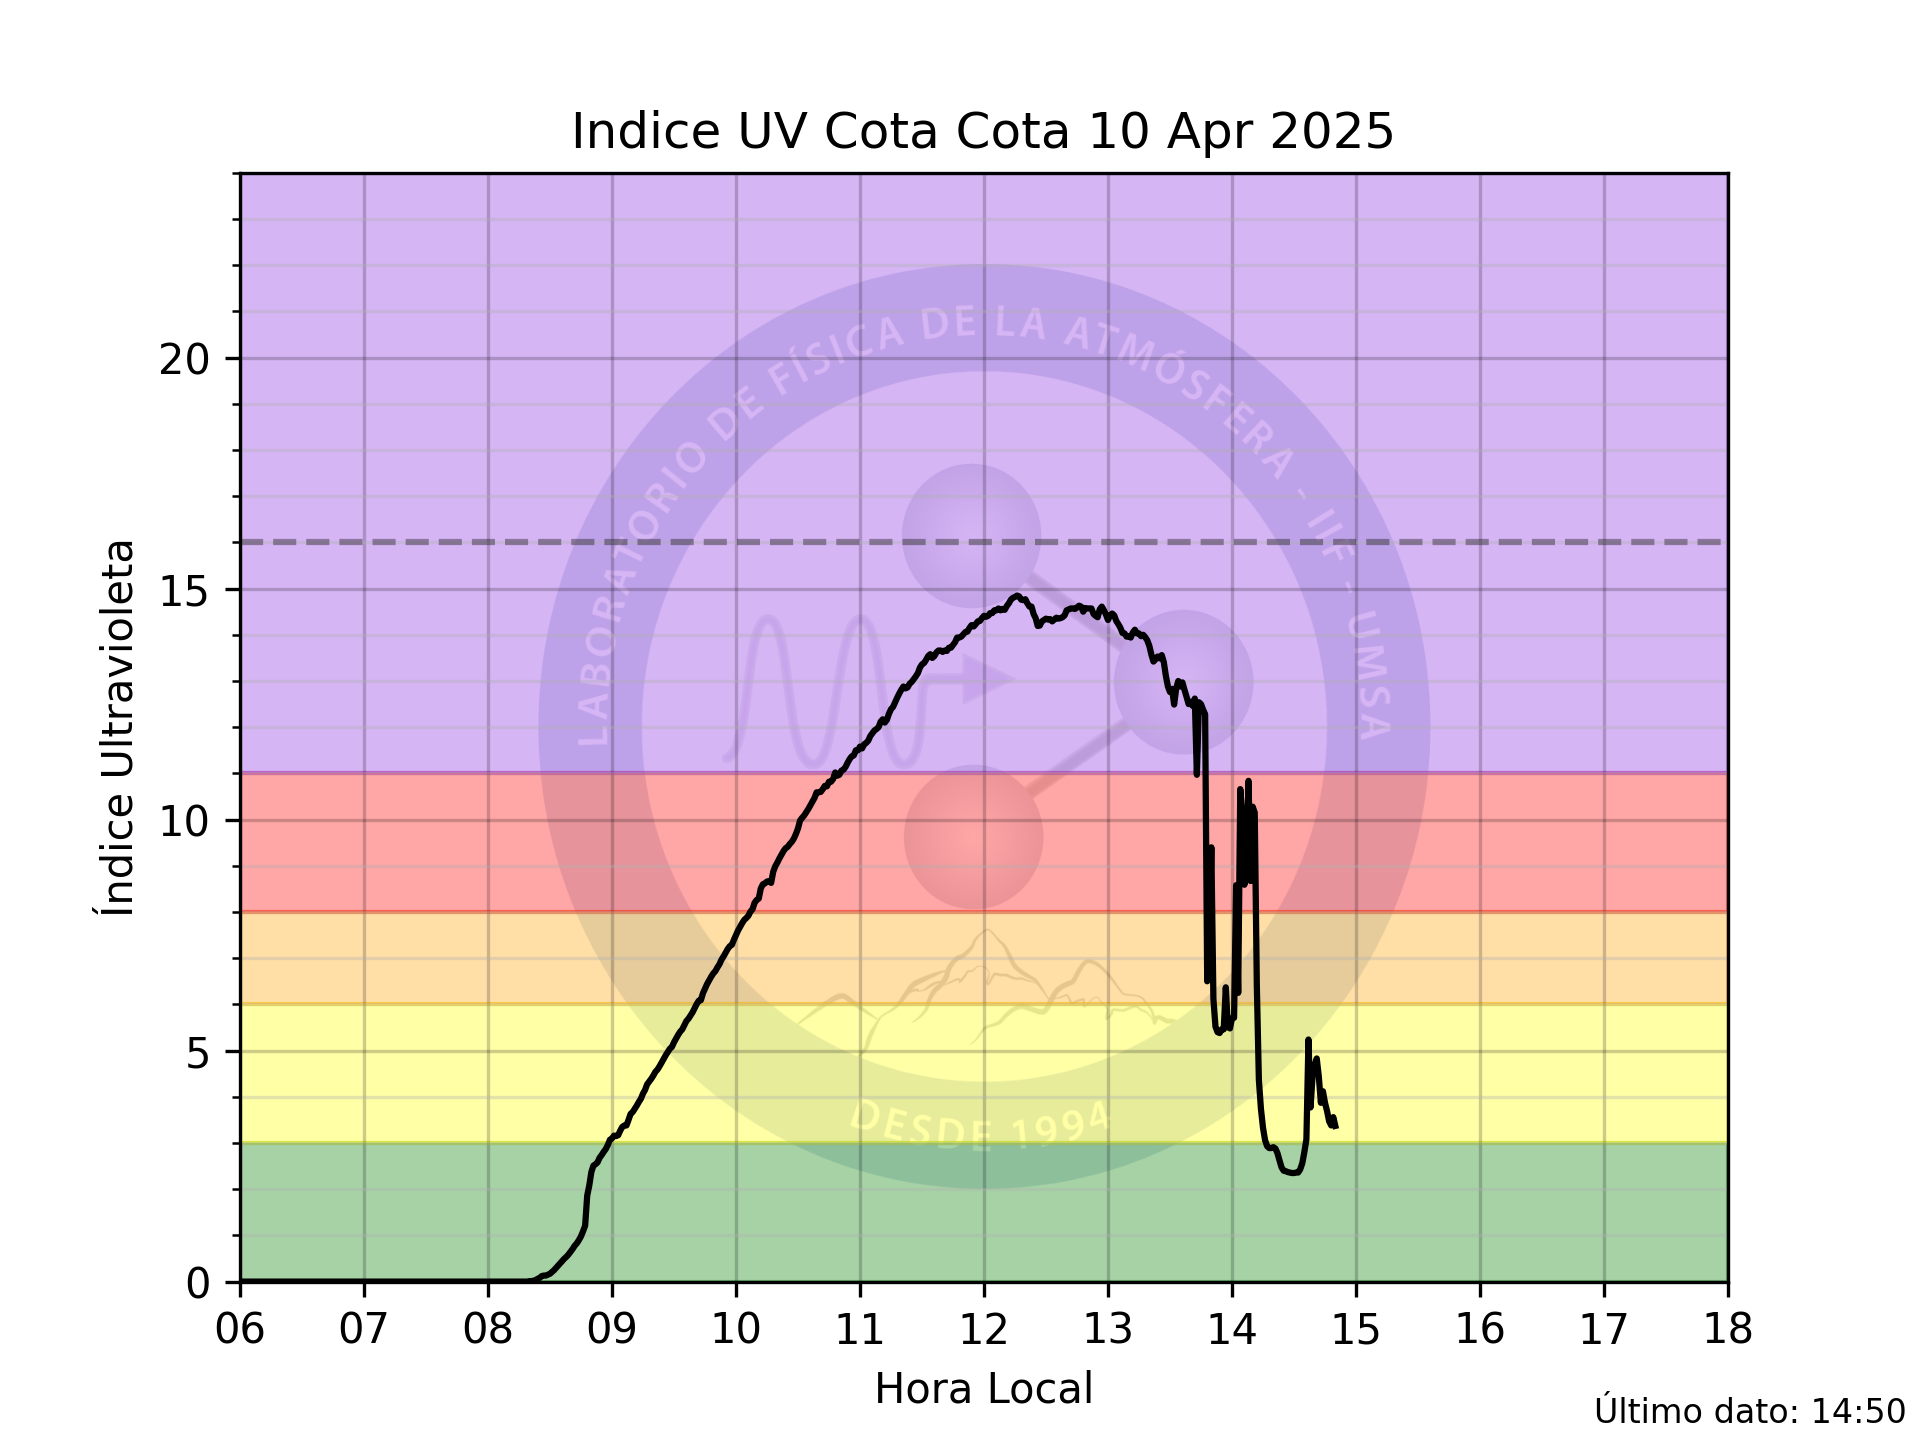 Indice UV Cota Cota 10 Apr 2025
LABORATORIO DE FÍSICA DE LA ATMÓSFERA - IIF - UMSA
DESDE 1994
Índice Ultravioleta
20
15
10
5
0
06 07 08 09 10 11 12 13 14 15 16 17 18
Hora Local
Último dato: 14:50